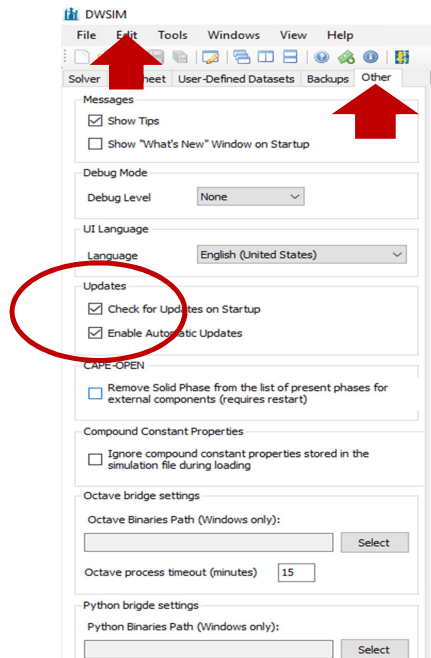 DWSIM
File Edit Tools Windows View Help
Solver eet User-Defined Datasets Backups Other
Messages
Show Tips
Show "What's New" Window on Startup
Debug Mode
Debug Level None
UI Language
Language English (United States)
Updates
Check for Updates on Startup
Enable Automatic Updates
CAPE-OPEN
Remove Solid Phase from the list of present phases for
external components (requires restart)
Compound Constant Properties
Ignore compound constant properties stored in the
simulation file during loading
Octave bridge settings
Octave Binaries Path (Windows only):
Select
Octave process timeout (minutes) 15
Python brigde settings
Python Binaries Path (Windows only):
Select